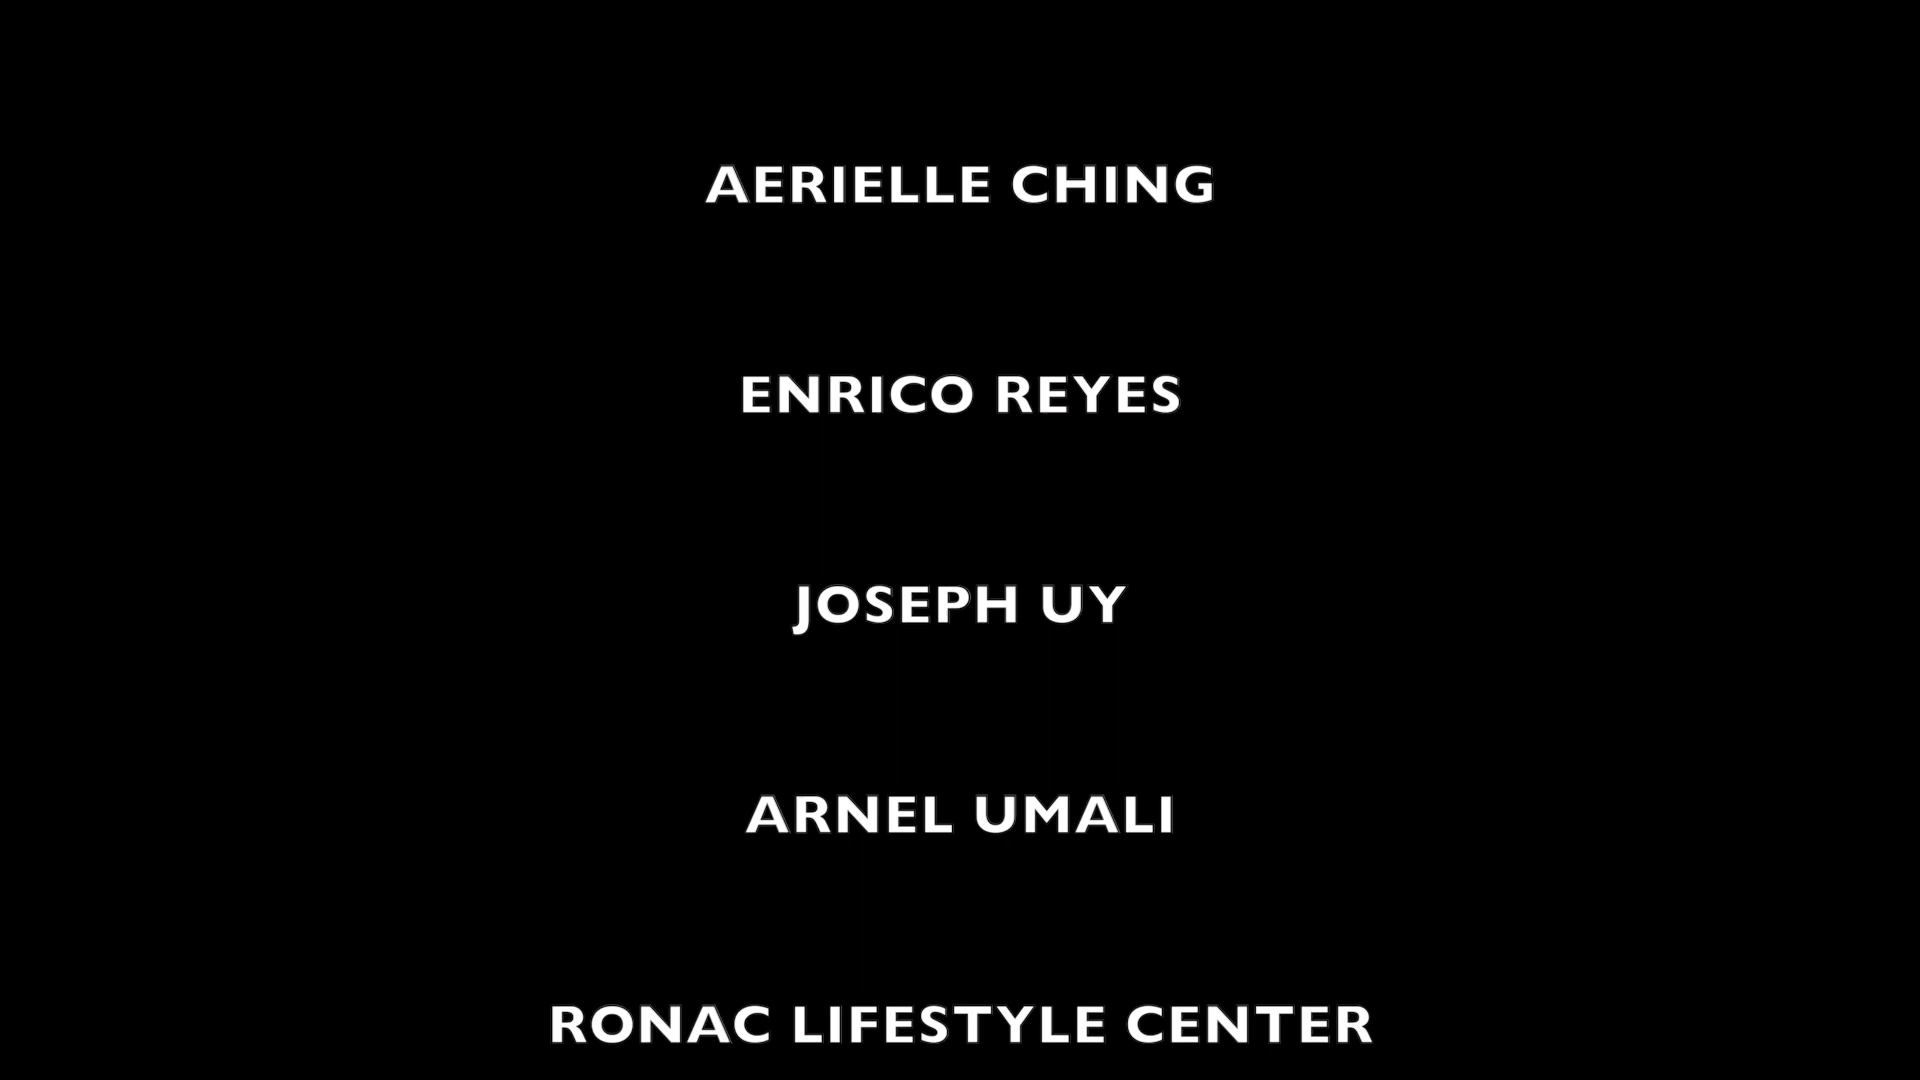 AERIELLE CHING
ENRICO REYES
JOSEPH UY
ARNEL UMALI
RONAC LIFESTYLE CENTER